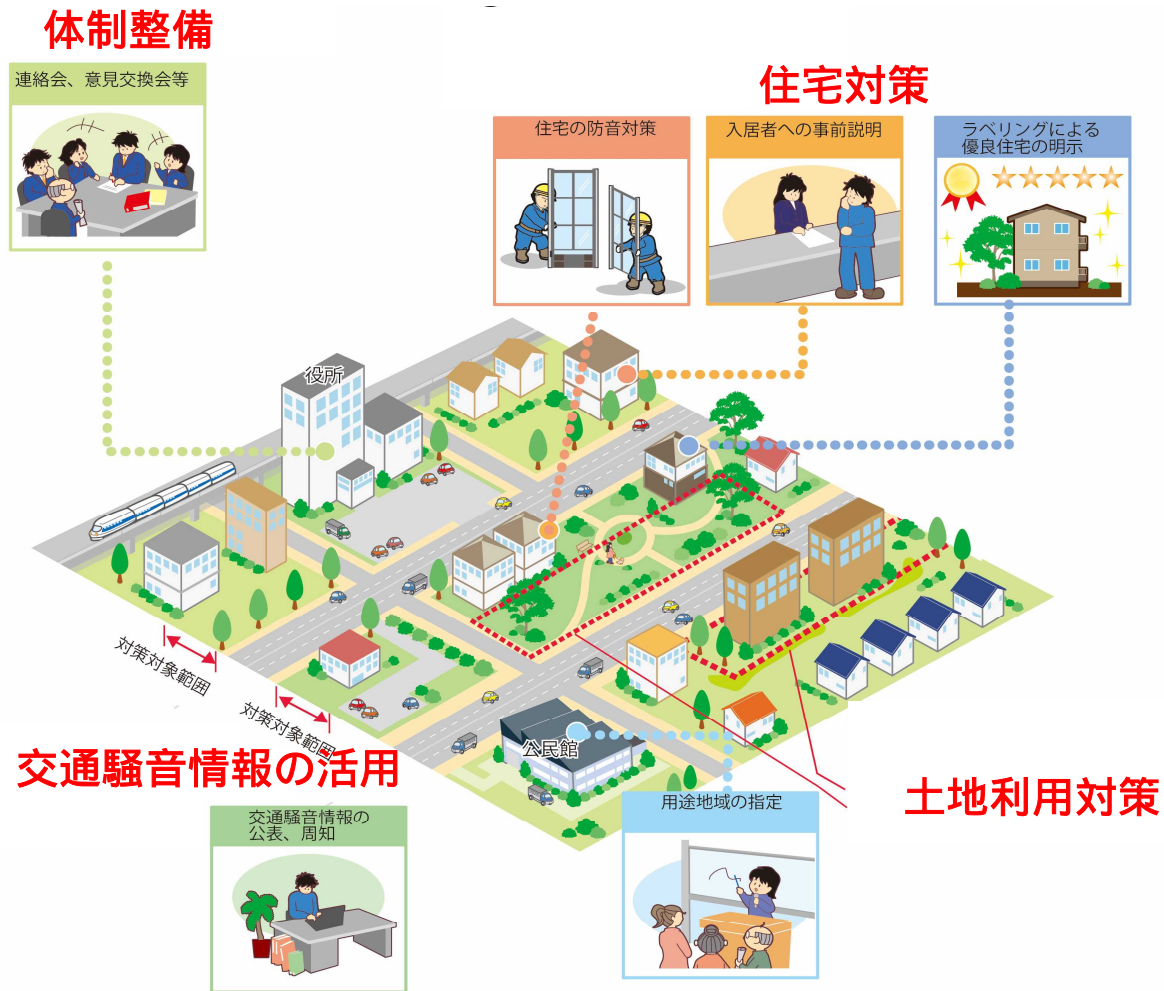 体制整備
連絡会、意見交換会等
住宅対策
住宅の防音対策
入居者への事前説明
ラベリングによる
優良住宅の明示
役所
対策対象範囲
対策対象範囲
公民館
交通騒音情報の活用
土地利用対策
交通騒音情報の
公表、周知
用途地域の指定